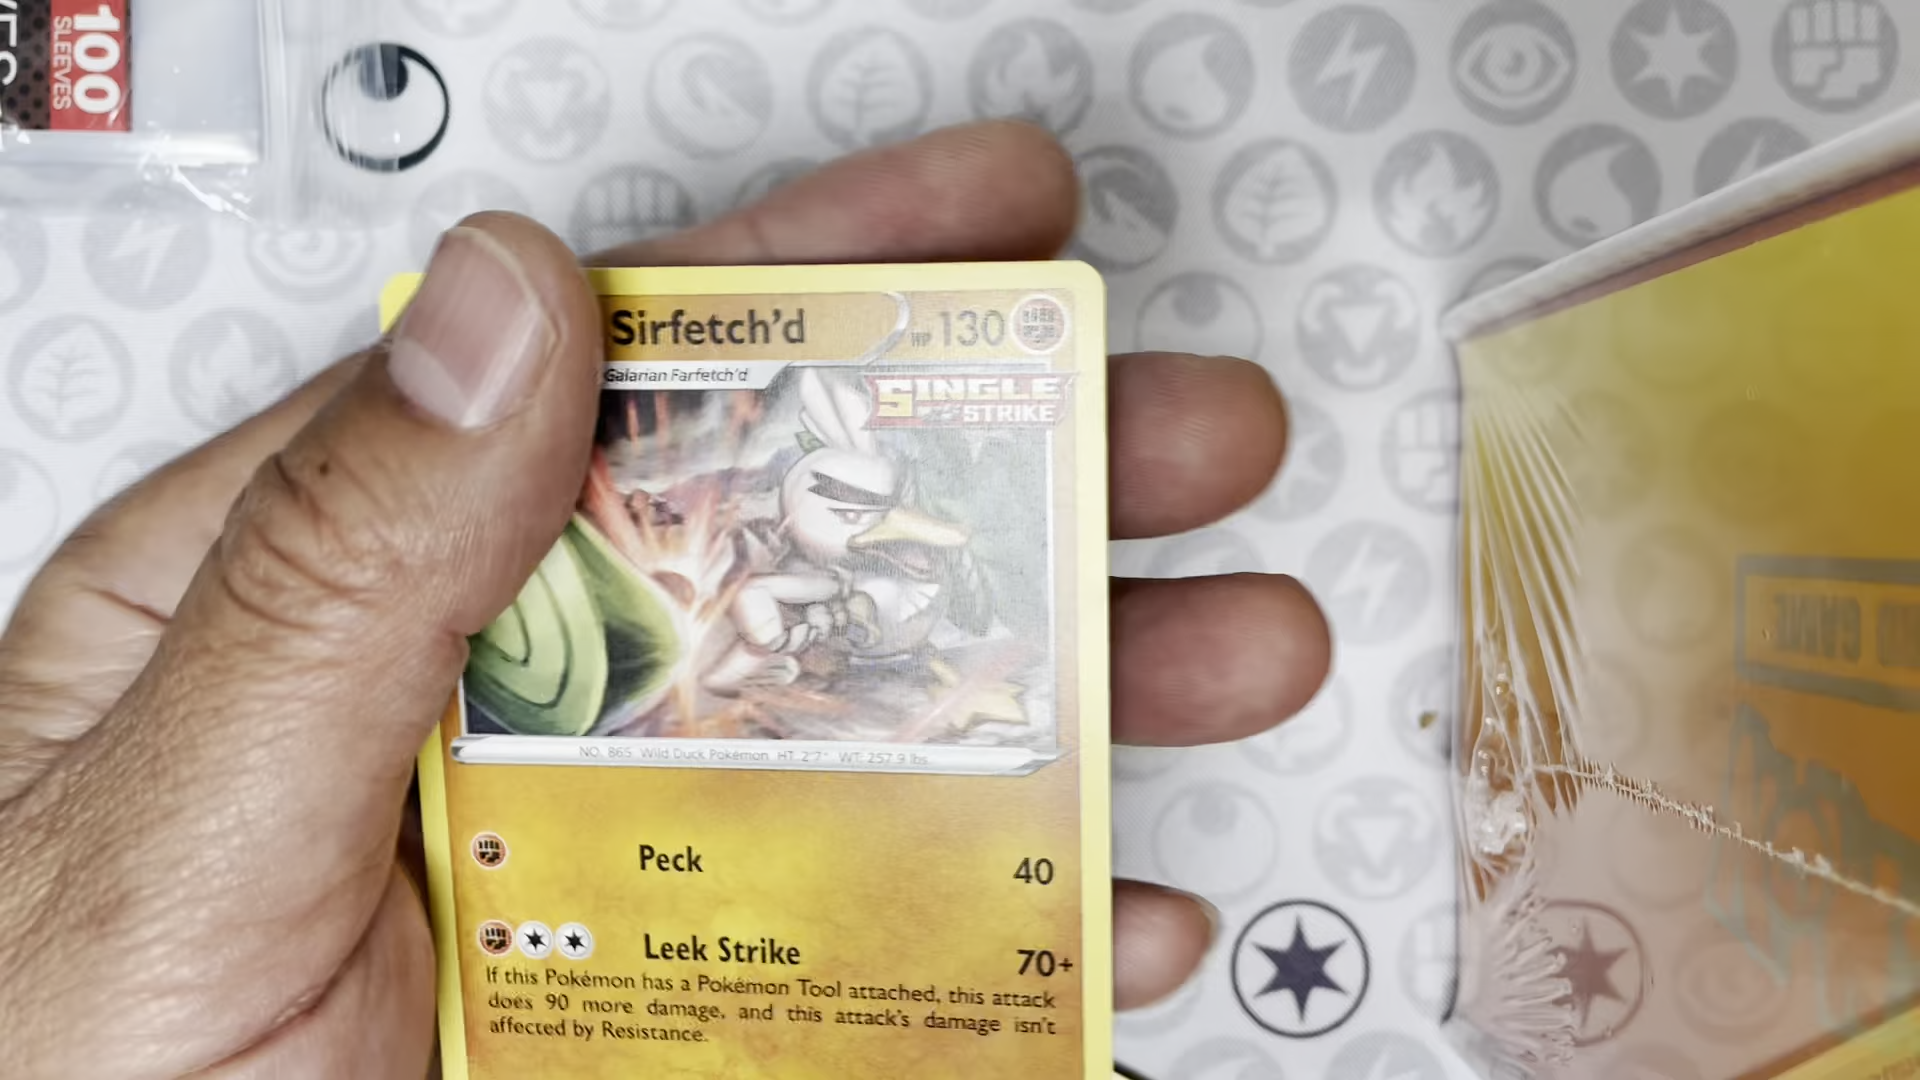 100
SLEEVES
Sirfetch'd
HP 130
Galarian Farfetch'd
SINGLE
STRIKE
NO. 865 Wild Duck Pokémon HT: 2'7" WT: 257.9 lbs.
Peck
40
Leek Strike
70+
If this Pokémon has a Pokémon Tool attached, this attack
does 90 more damage, and this attack's damage isn't
affected by Resistance.
GAME